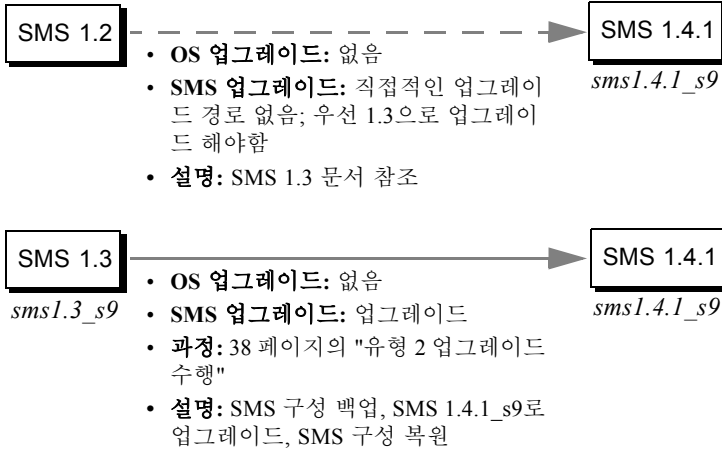 SMS 1.2
SMS 1.4.1
sms1.4.1_s9
• OS 업그레이드: 없음
• SMS 업그레이드: 직접적인 업그레이
드 경로 없음; 우선 1.3으로 업그레이
드 해야함
• 설명: SMS 1.3 문서 참조
SMS 1.3
sms1.3_s9
SMS 1.4.1
sms1.4.1_s9
• OS 업그레이드: 없음
• SMS 업그레이드: 업그레이드
• 과정: 38 페이지의 "유형 2 업그레이드
수행"
• 설명: SMS 구성 백업, SMS 1.4.1_s9로
업그레이드, SMS 구성 복원